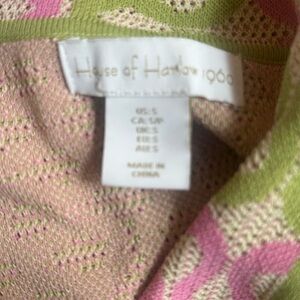 House of Harlow 1960
US:S
CA:S/P
UK:S
EU:S
AU:S
MADE IN
CHINA